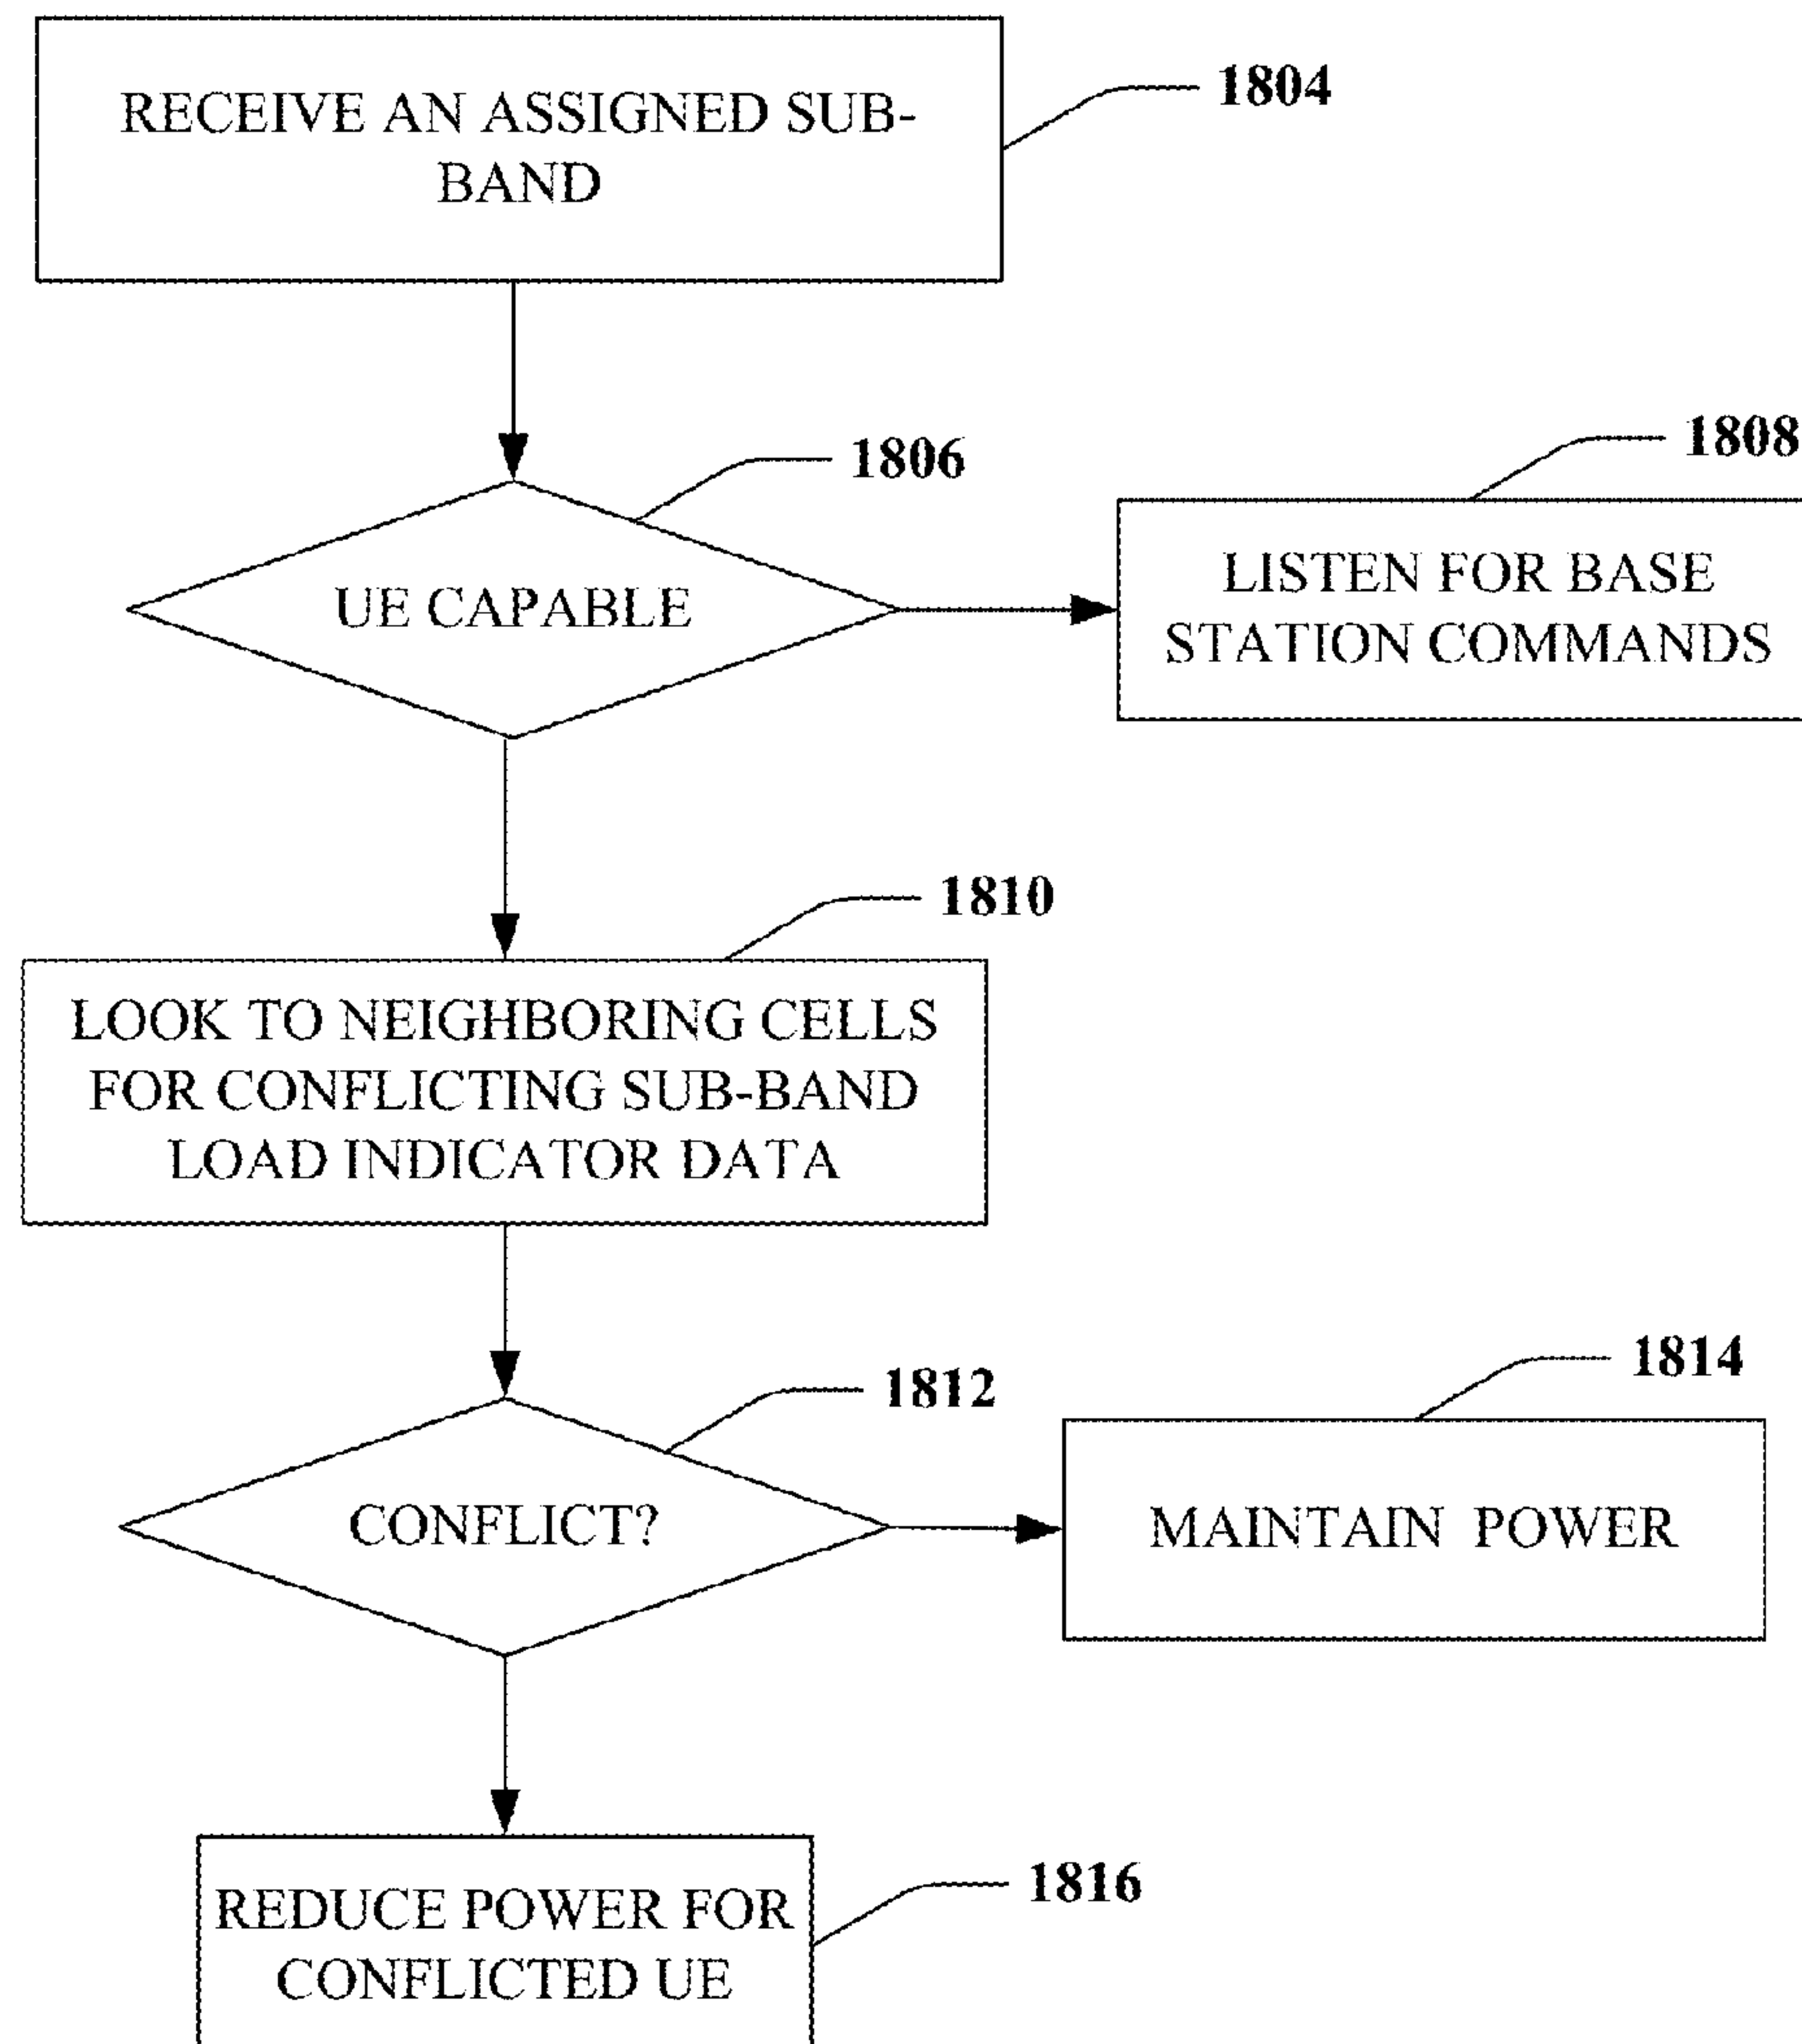 RECEIVE AN ASSIGNED SUB-
BAND
1804
1806
UE CAPABLE
1808
LISTEN FOR BASE
STATION COMMANDS
1810
LOOK TO NEIGHBORING CELLS
FOR CONFLICTING SUB-BAND
LOAD INDICATOR DATA
1812
CONFLICT?
1814
MAINTAIN POWER
1816
REDUCE POWER FOR
CONFLICTED UE